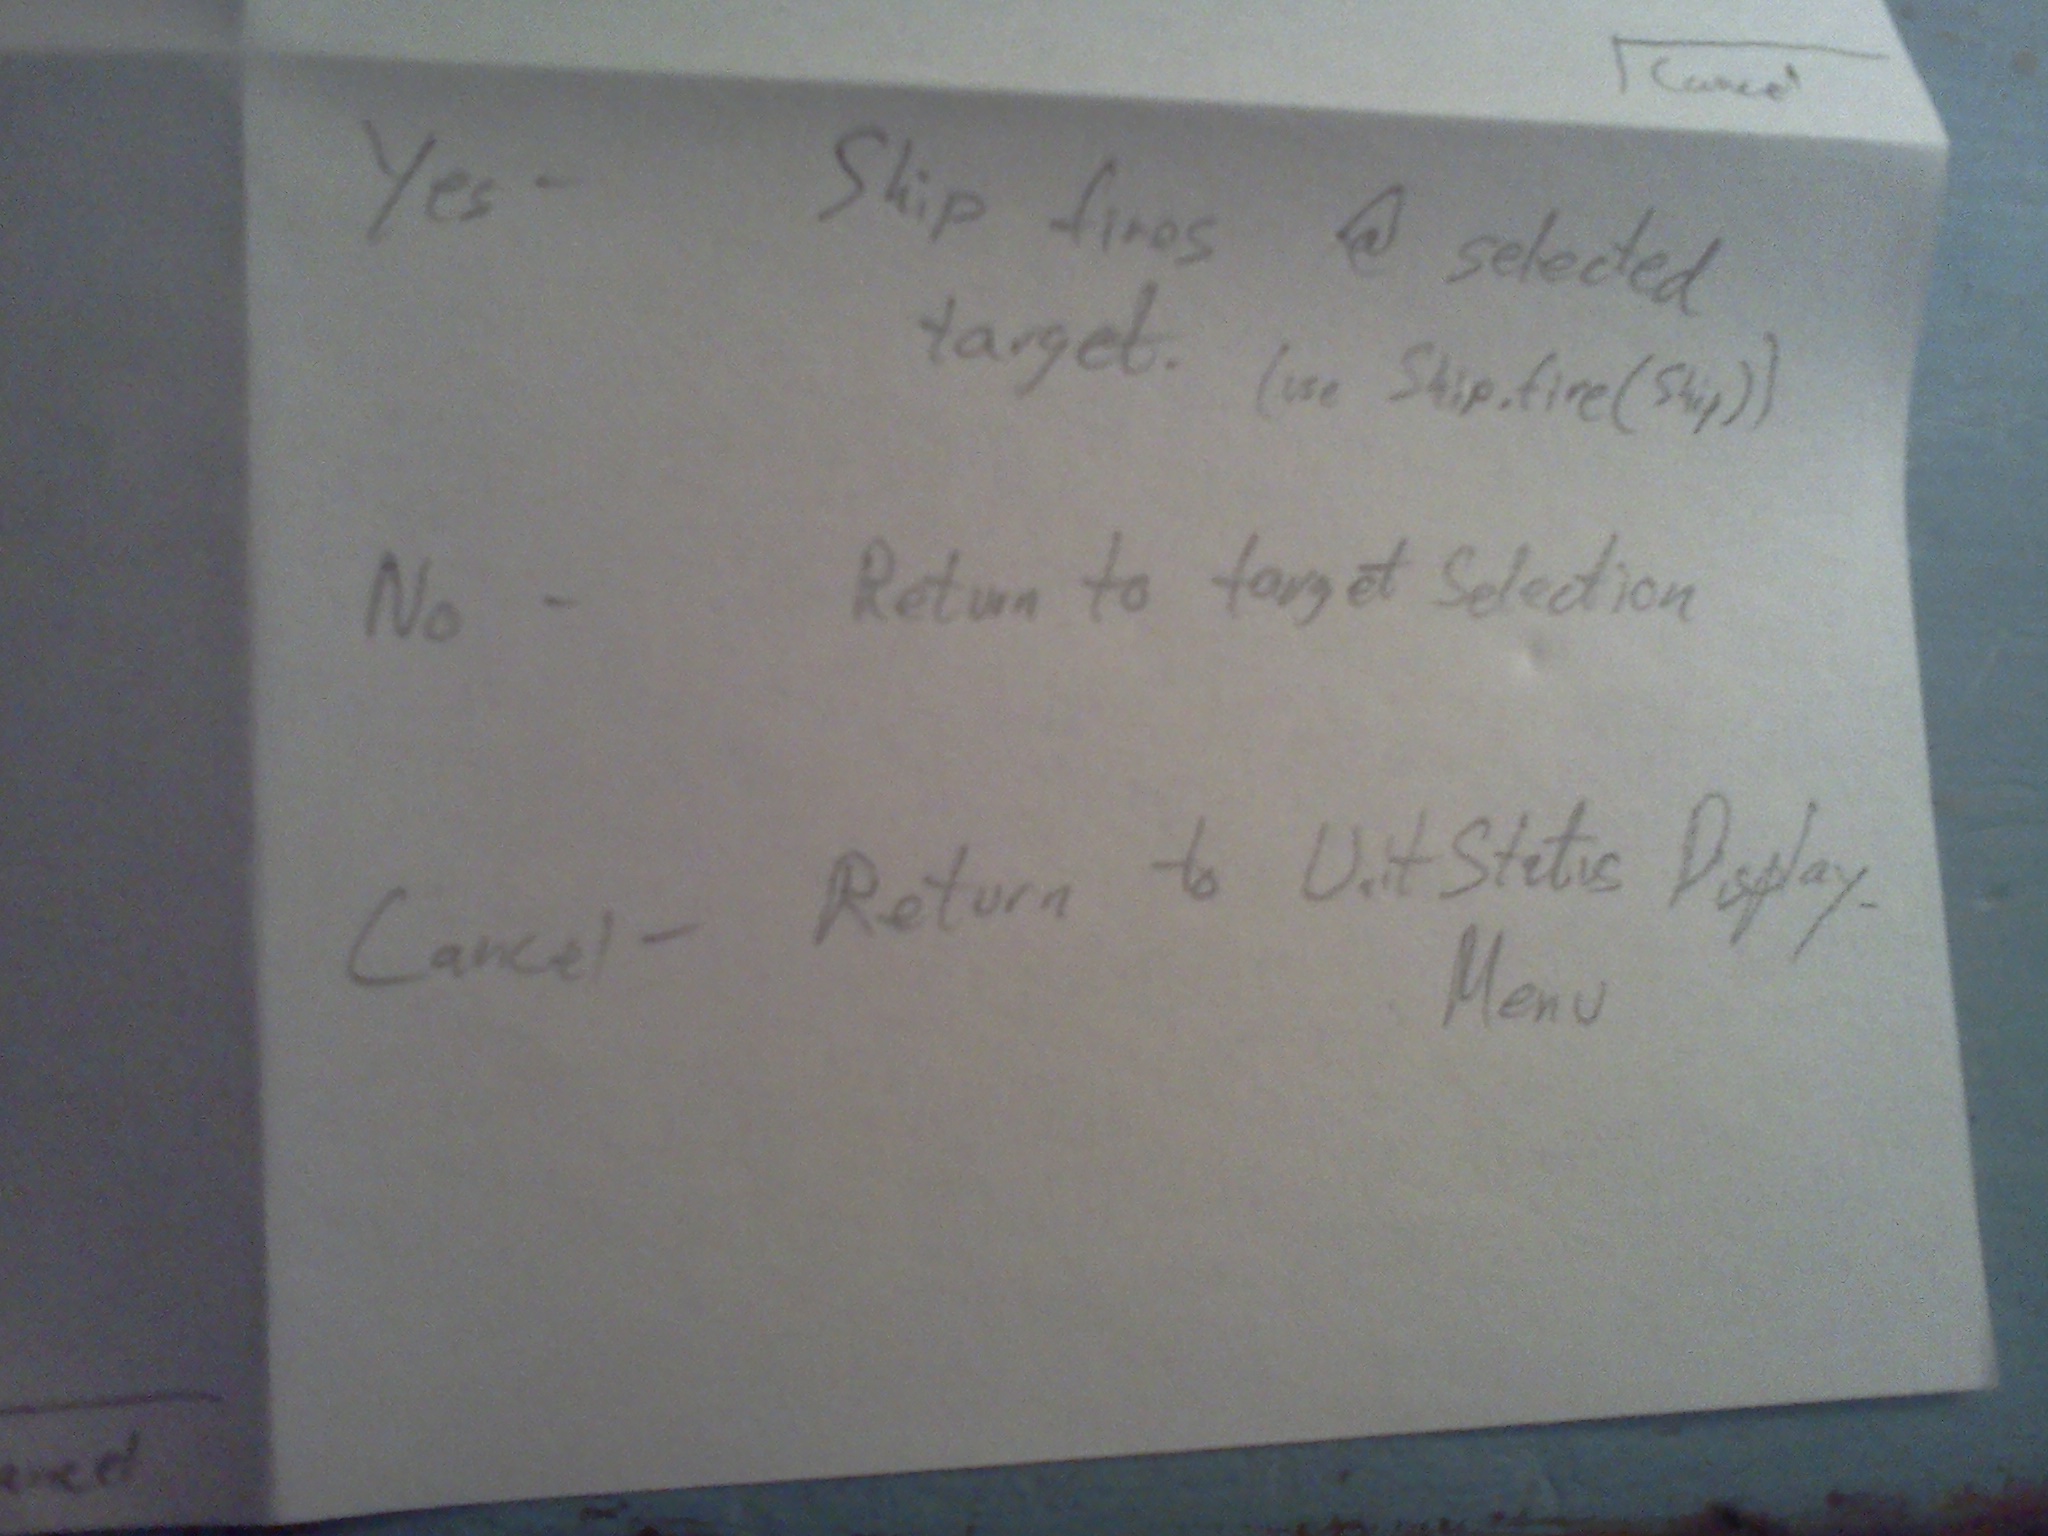 Cancel
Yes - Ship fires @ selected
target. (use Ship.fire(Ship))
No - Return to target Selection
Cancel - Return to Unit Status Display
Menu